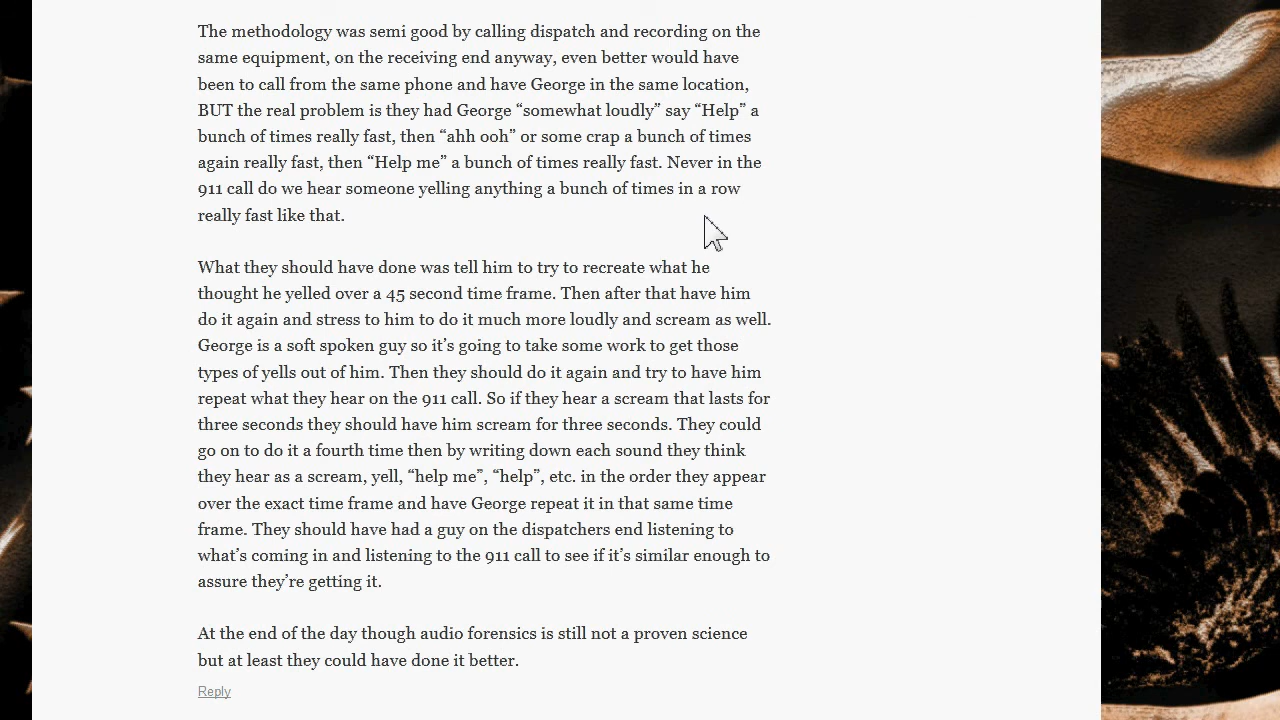 The methodology was semi good by calling dispatch and recording on the
same equipment, on the receiving end anyway, even better would have
been to call from the same phone and have George in the same location,
BUT the real problem is they had George “somewhat loudly” say “Help” a
bunch of times really fast, then “ahh ooh” or some crap a bunch of times
again really fast, then “Help me” a bunch of times really fast. Never in the
911 call do we hear someone yelling anything a bunch of times in a row
really fast like that.
What they should have done was tell him to try to recreate what he
thought he yelled over a 45 second time frame. Then after that have him
do it again and stress to him to do it much more loudly and scream as well.
George is a soft spoken guy so it’s going to take some work to get those
types of yells out of him. Then they should do it again and try to have him
repeat what they hear on the 911 call. So if they hear a scream that lasts for
three seconds they should have him scream for three seconds. They could
go on to do it a fourth time then by writing down each sound they think
they hear as a scream, yell, “help me”, “help”, etc. in the order they appear
over the exact time frame and have George repeat it in that same time
frame. They should have had a guy on the dispatchers end listening to
what’s coming in and listening to the 911 call to see if it’s similar enough to
assure they’re getting it.
At the end of the day though audio forensics is still not a proven science
but at least they could have done it better.
Reply